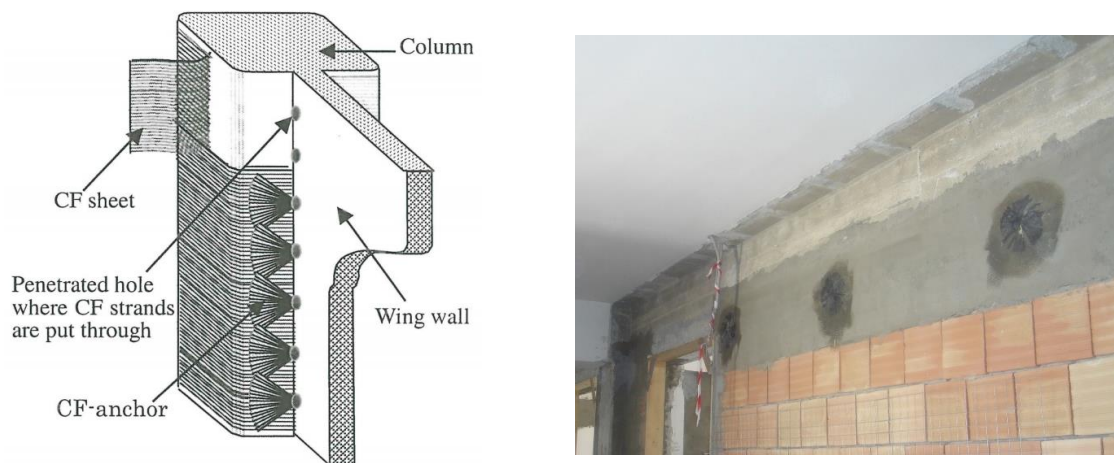 Column
CF sheet
Penetrated hole
where CF strands
are put through
Wing wall
CF-anchor